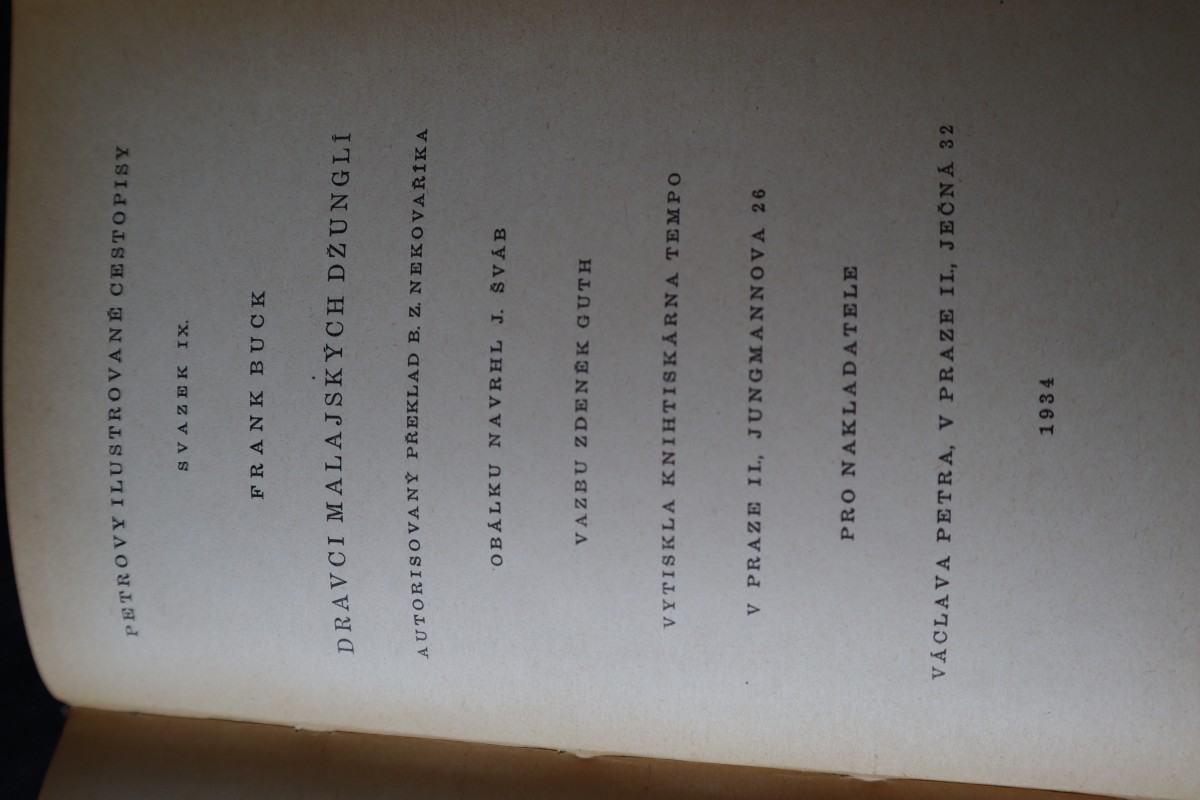 PETROVY ILUSTROVANÉ CESTOPISY
SVAZEK IX.
FRANK BUCK
DRAVCI MALAJSKÝCH DŽUNGLÍ
AUTORISOVANÝ PŘEKLAD B. Z. NEKOVAŘÍKA
OBÁLKU NAVRHL J. ŠVÁB
VAZBU ZDENĚK GUTH
VYTISKLA KNIHTISKÁRNA TEMPO
V PRAZE II., JUNGMANNOVA 26
PRO NAKLADATELE
VÁCLAVA PETRA, V PRAZE II., JEČNÁ 32
1934